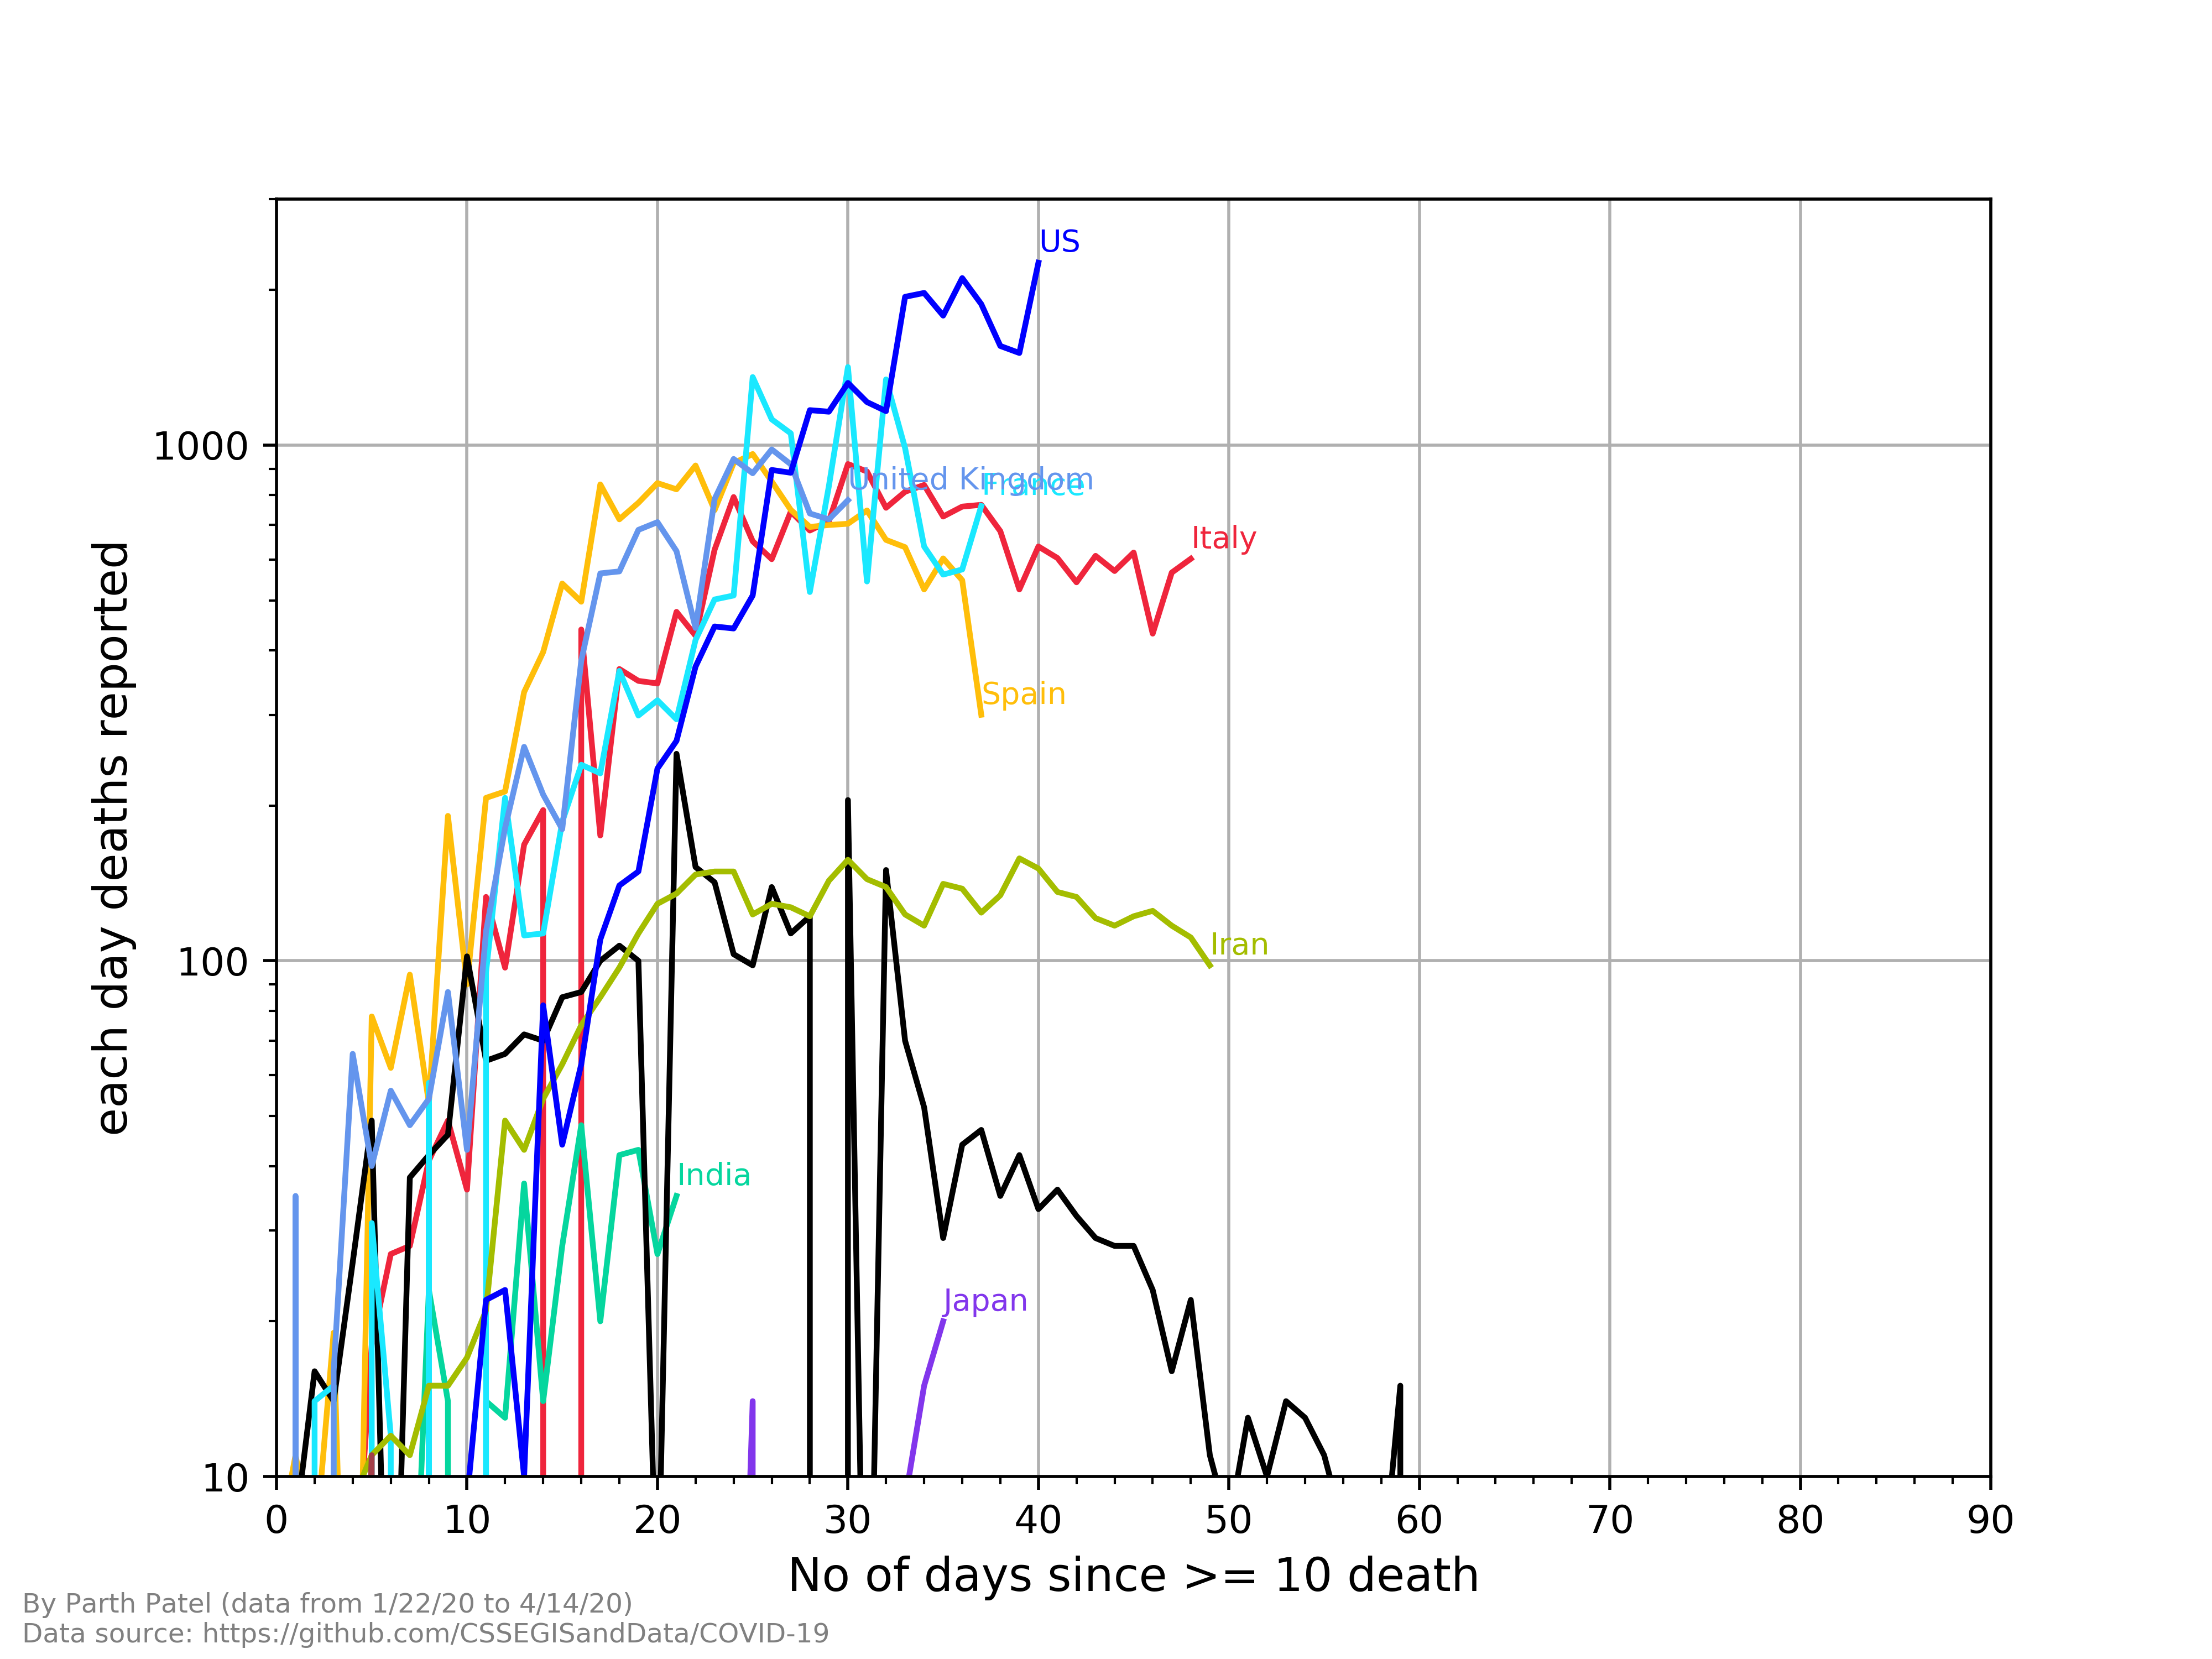 US
1000
United Kingdom
France
Italy
Spain
each day deaths reported
100
Iran
India
Japan
10
0 10 20 30 40 50 60 70 80 90
No of days since >= 10 death
By Parth Patel (data from 1/22/20 to 4/14/20)
Data source: https://github.com/CSSEGISandData/COVID-19